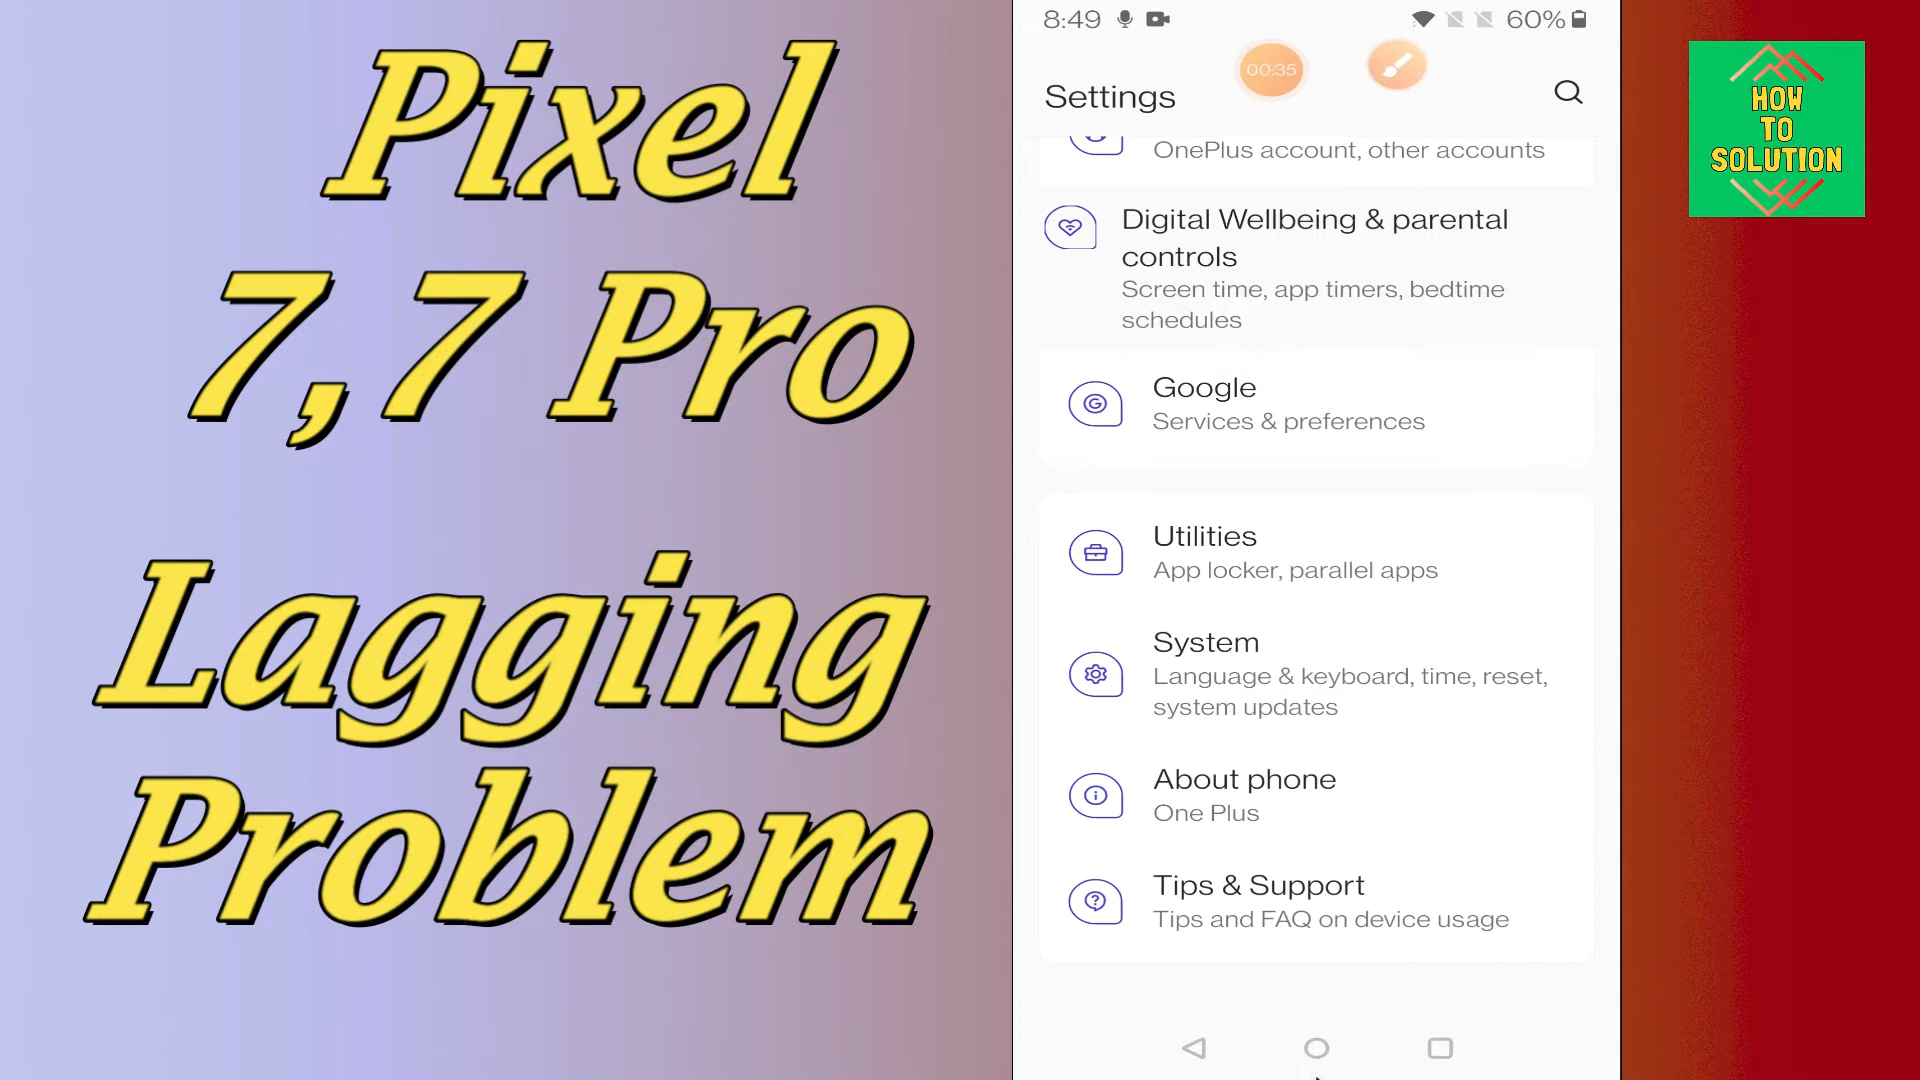 Pixel
7,7 Pro
Lagging
Problem
8:49
60%
00:35
Settings
OnePlus account, other accounts
Digital Wellbeing & parental
controls
Screen time, app timers, bedtime
schedules
Google
Services & preferences
Utilities
App locker, parallel apps
System
Language & keyboard, time, reset,
system updates
About phone
One Plus
Tips & Support
Tips and FAQ on device usage
HOW
TO
SOLUTION